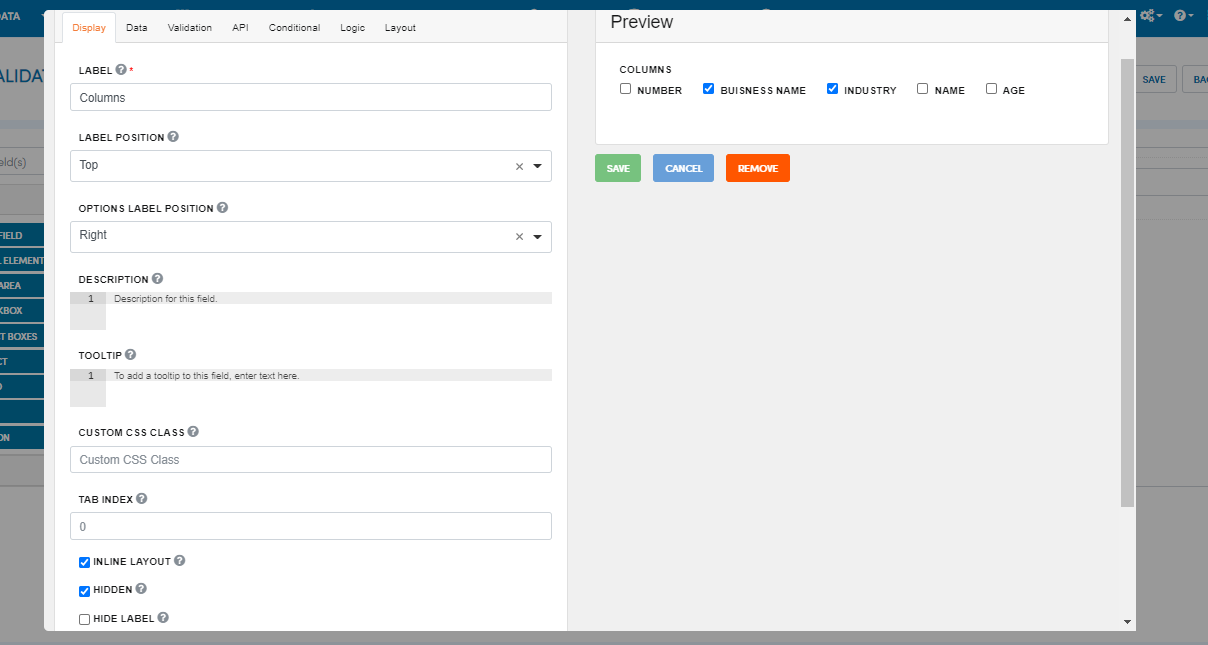 DATA
ALIDAT
SAVE
BAC
eld(s)
FIELD
ELEMENT
AREA
KBOX
T BOXES
CT
ON
Display Data Validation API Conditional Logic Layout
LABEL *
Columns
LABEL POSITION
Top
OPTIONS LABEL POSITION
Right
DESCRIPTION
1 Description for this field.
TOOLTIP
1 To add a tooltip to this field, enter text here.
CUSTOM CSS CLASS
Custom CSS Class
TAB INDEX
0
INLINE LAYOUT
HIDDEN
HIDE LABEL
Preview
COLUMNS
NUMBER BUISNESS NAME INDUSTRY NAME AGE
SAVE CANCEL REMOVE